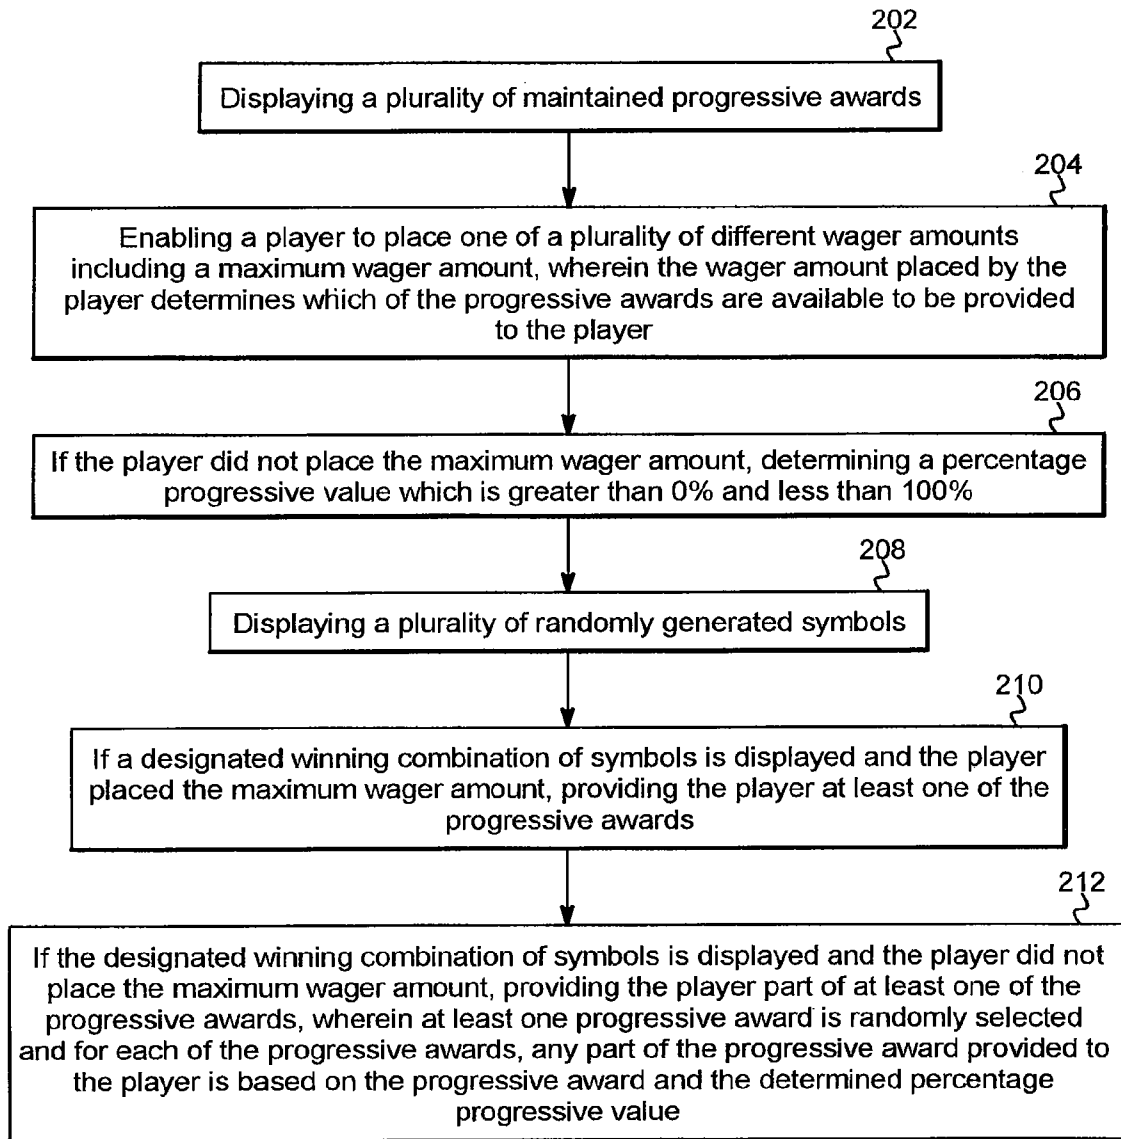 202
Displaying a plurality of maintained progressive awards
204
Enabling a player to place one of a plurality of different wager amounts
including a maximum wager amount, wherein the wager amount placed by the
player determines which of the progressive awards are available to be provided
to the player
206
If the player did not place the maximum wager amount, determining a percentage
progressive value which is greater than 0% and less than 100%
208
Displaying a plurality of randomly generated symbols
210
If a designated winning combination of symbols is displayed and the player
placed the maximum wager amount, providing the player at least one of the
progressive awards
212
If the designated winning combination of symbols is displayed and the player did not
place the maximum wager amount, providing the player part of at least one of the
progressive awards, wherein at least one progressive award is randomly selected
and for each of the progressive awards, any part of the progressive award provided to
the player is based on the progressive award and the determined percentage
progressive value